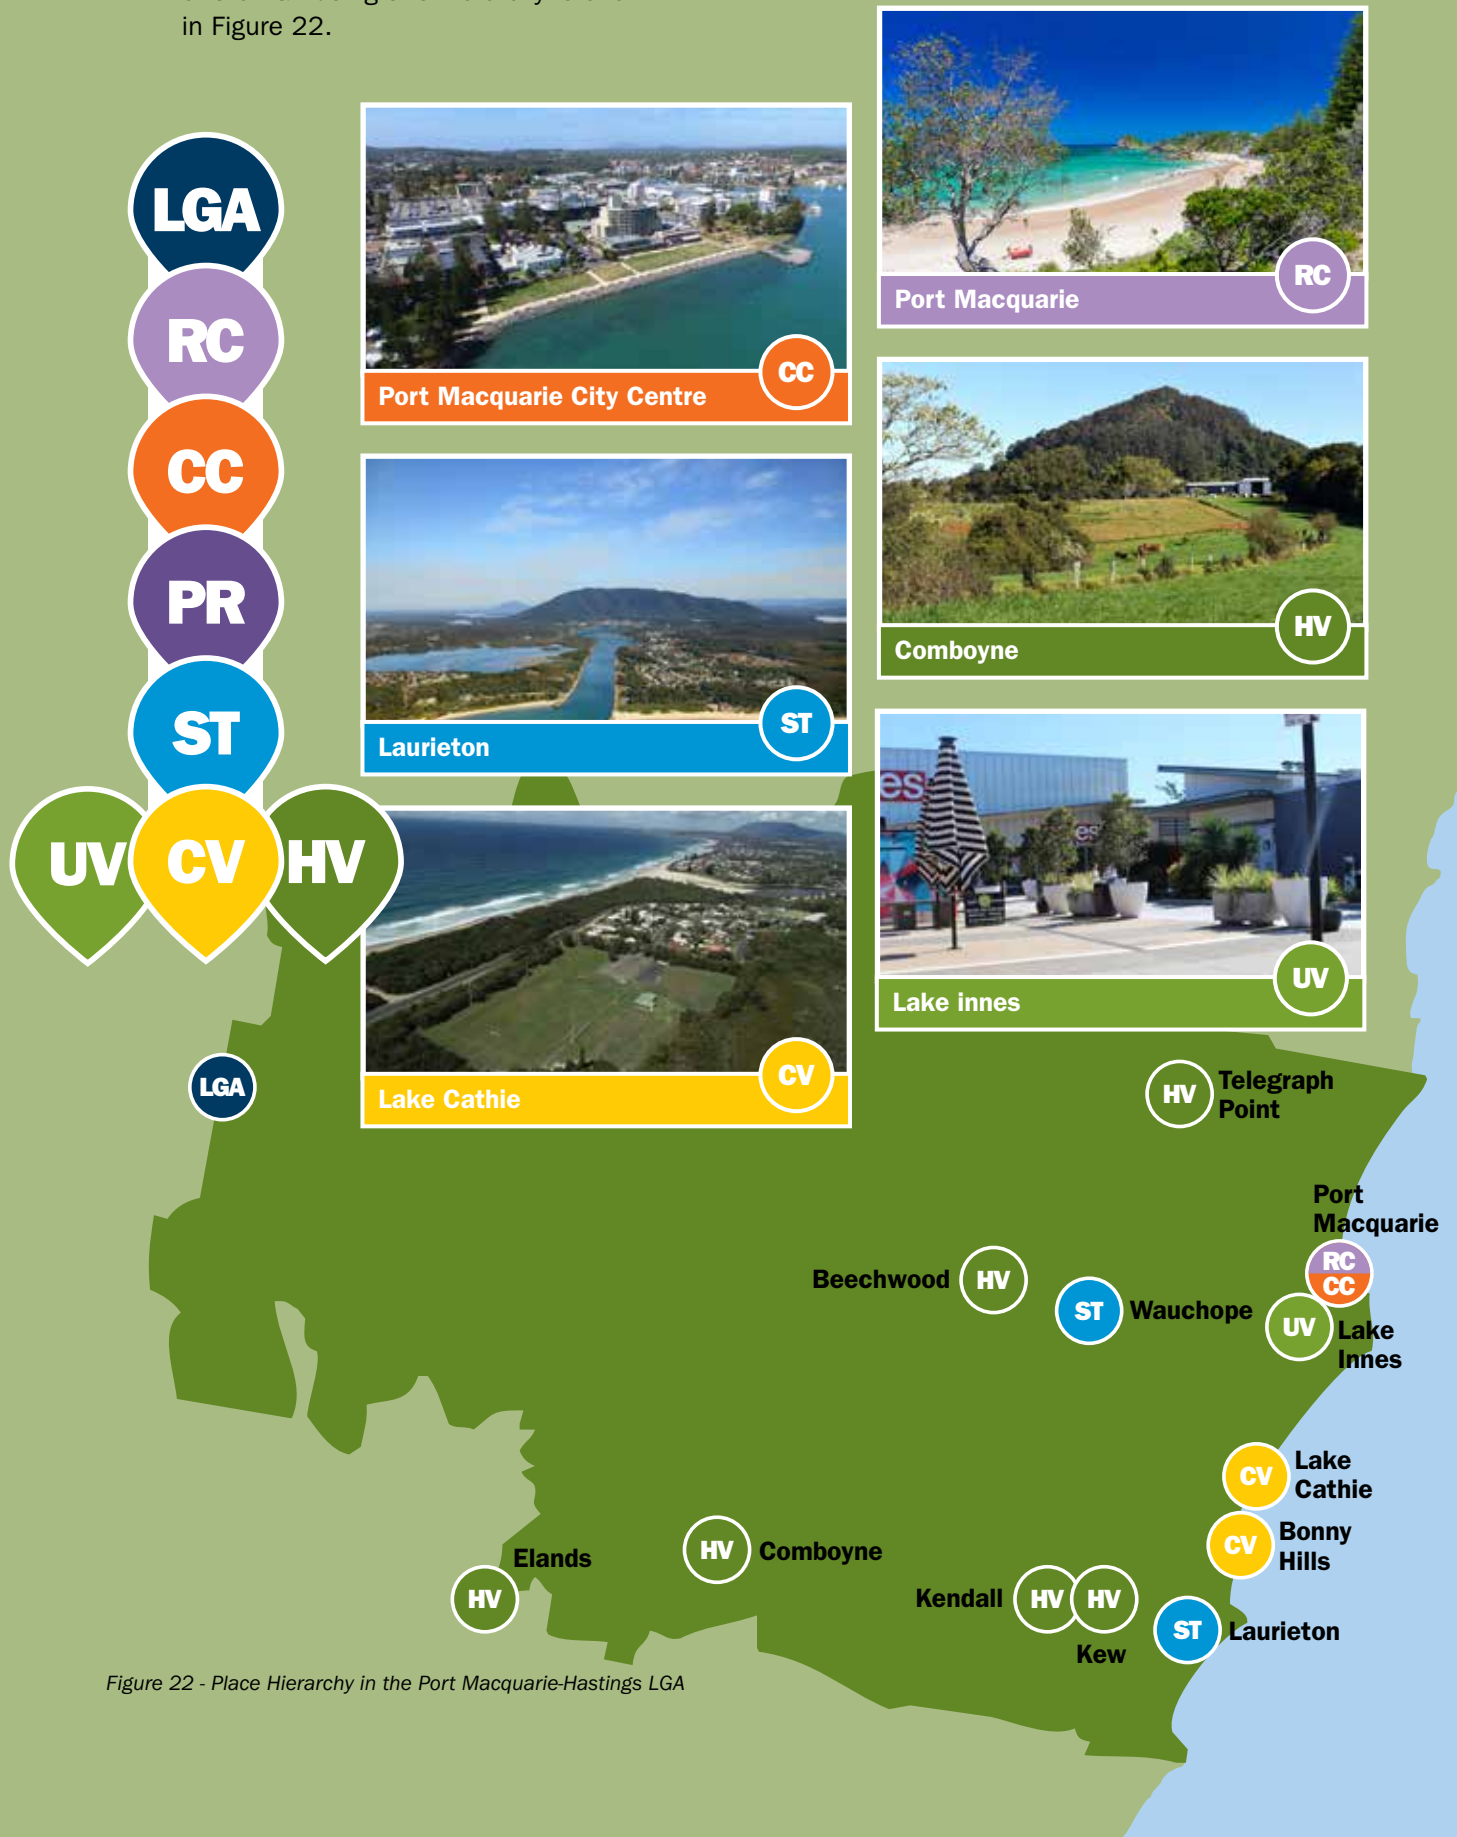 in Figure 22.
LGA
RC
CC
PR
ST
UV
CV
HV
Port Macquarie City Centre
CC
Port Macquarie
RC
Laurieton
ST
Comboyne
HV
es
es
Lake Cathie
CV
Lake innes
UV
LGA
HV
Telegraph
Point
Port
Macquarie
RC
CC
Beechwood
HV
ST
Wauchope
UV
Lake
Innes
CV
Lake
Cathie
CV
Bonny
Hills
Elands
HV
HV
Comboyne
Kendall
HV
HV
Kew
ST
Laurieton
Figure 22 - Place Hierarchy in the Port Macquarie-Hastings LGA